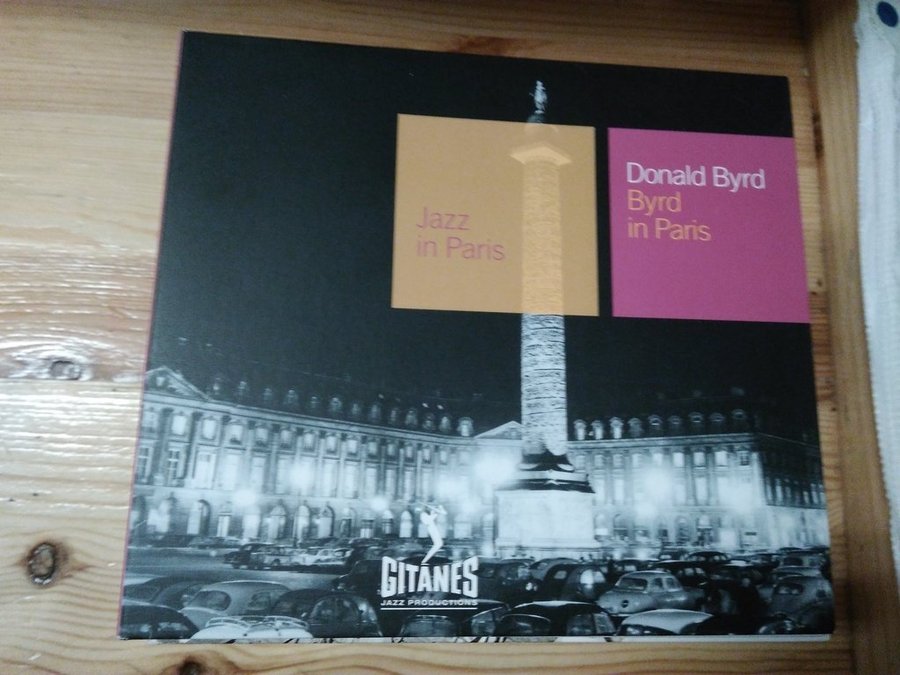 Jazz
in Paris
Donald Byrd
Byrd
in Paris
GITANES
JAZZ PRODUCTIONS